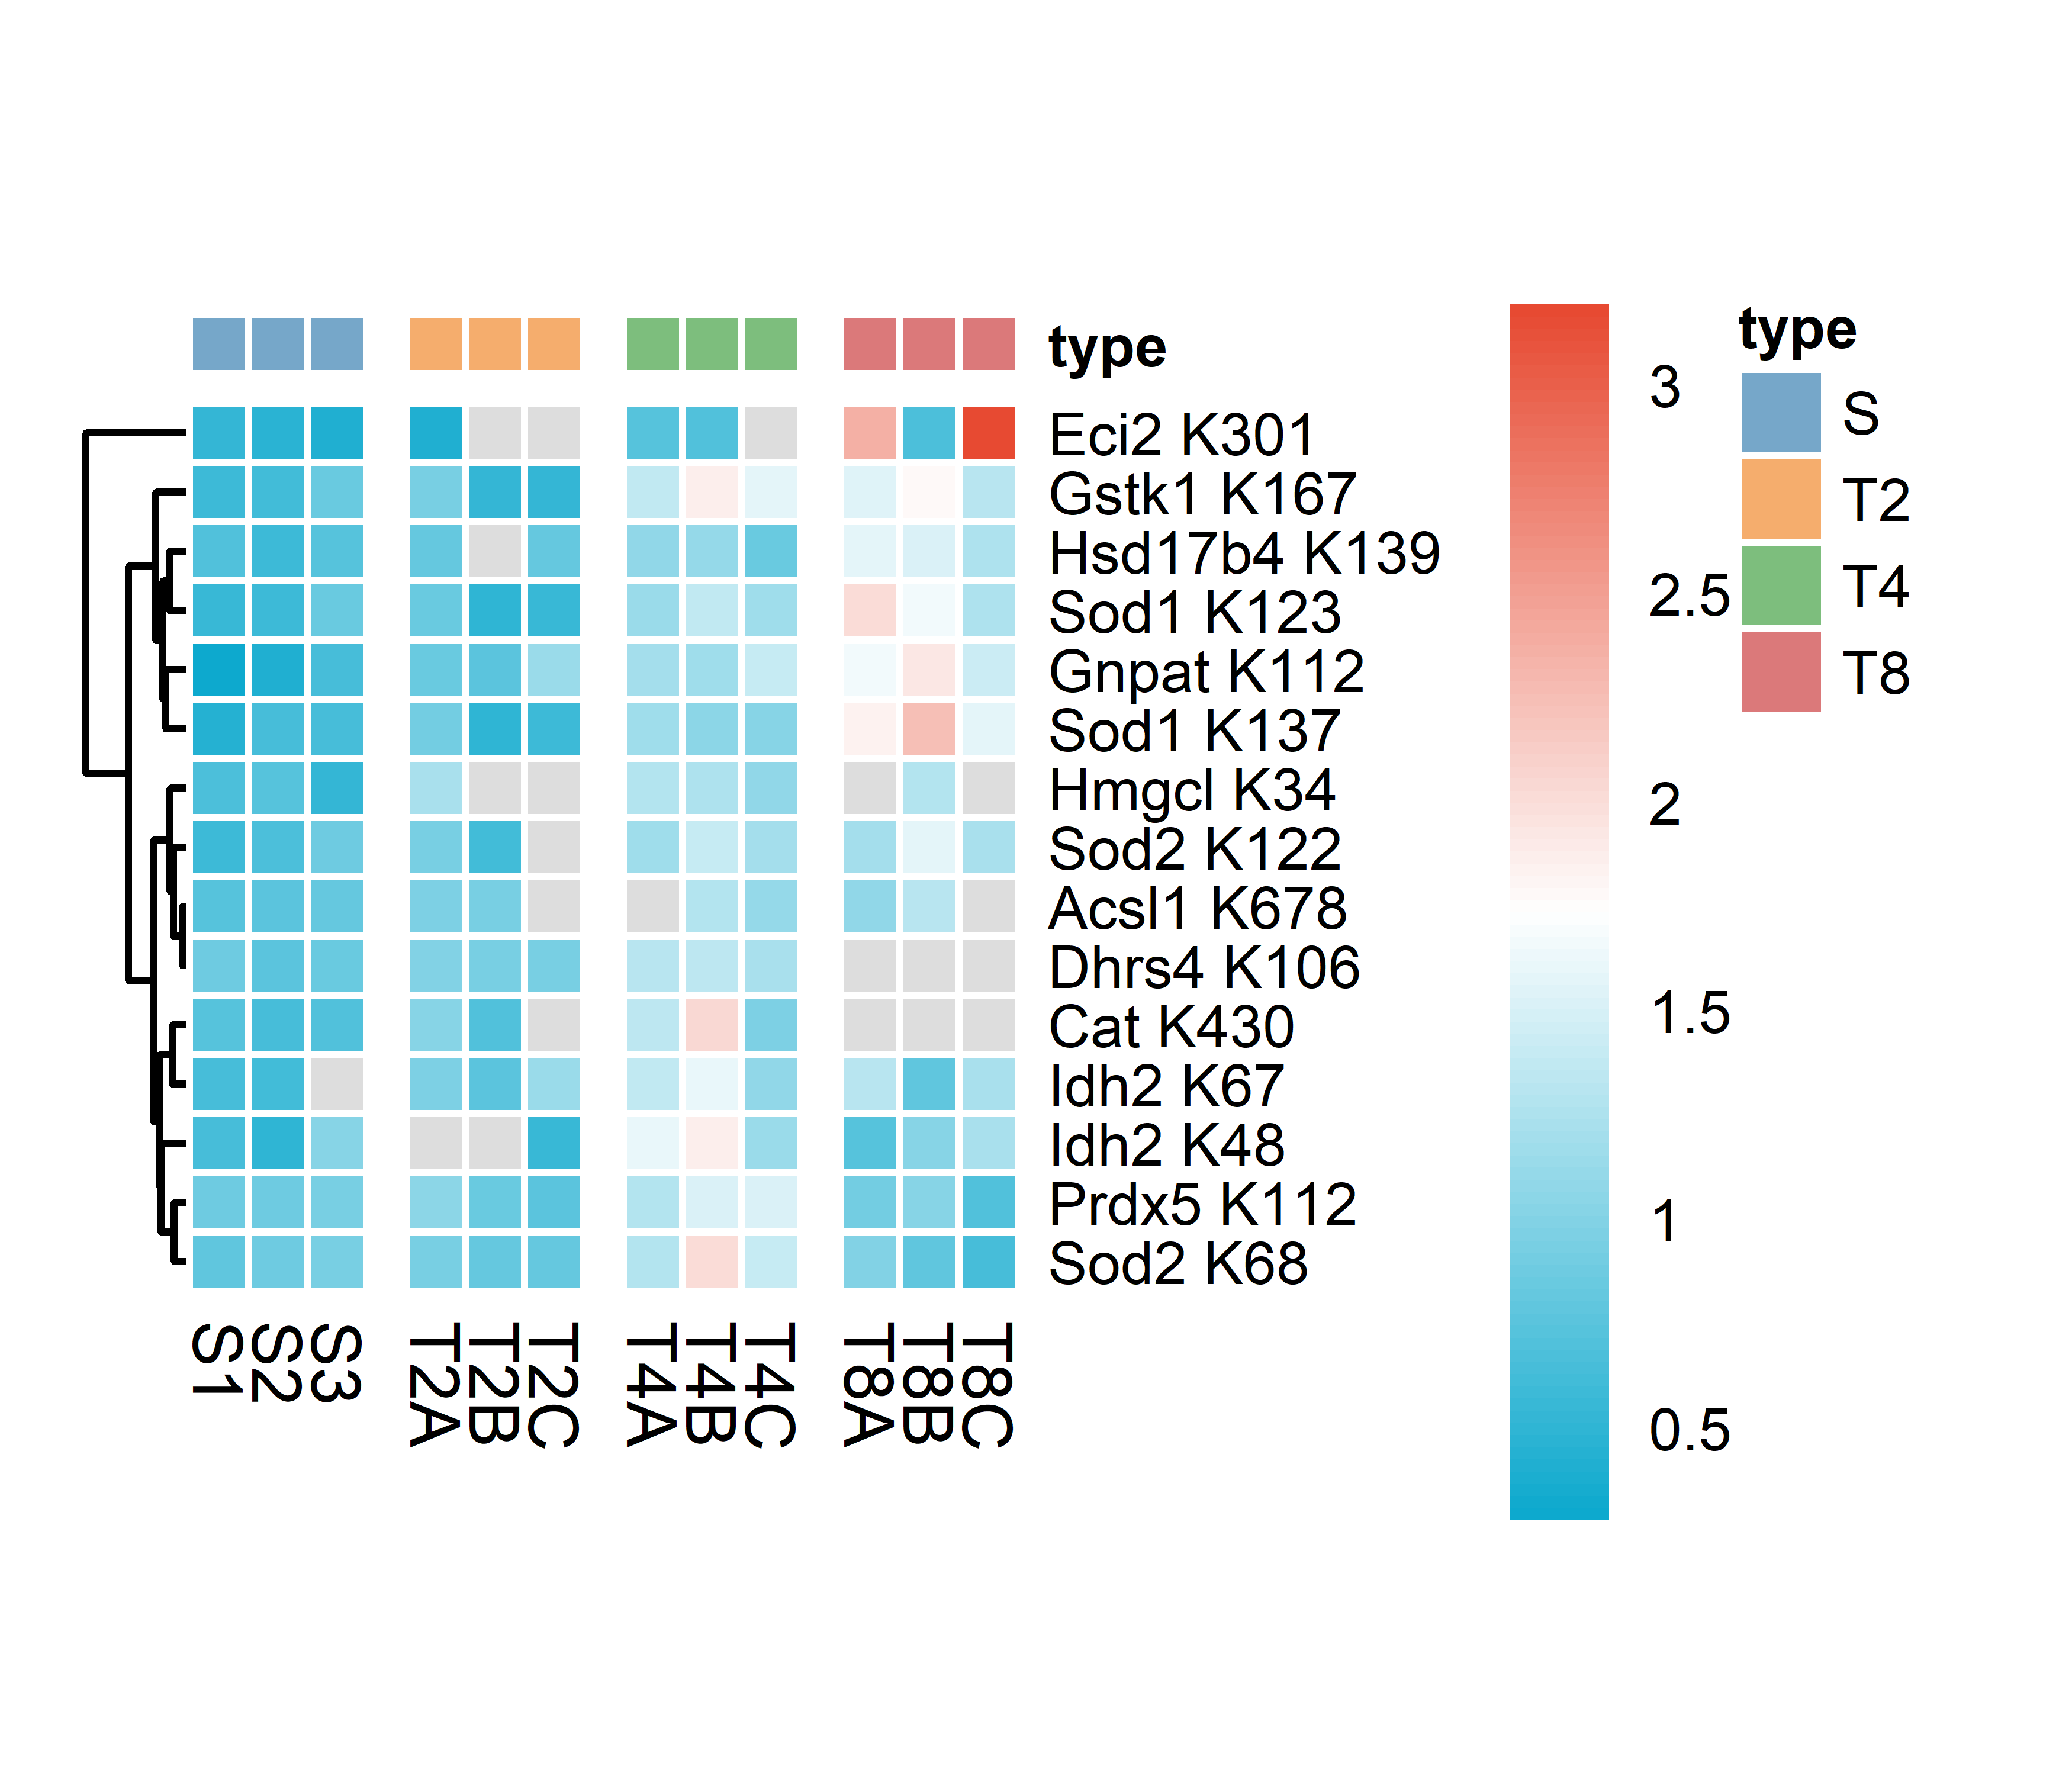 type
Eci2 K301
Gstk1 K167
Hsd17b4 K139
Sod1 K123
Gnpat K112
Sod1 K137
Hmgcl K34
Sod2 K122
Acsl1 K678
Dhrs4 K106
Cat K430
Idh2 K67
Idh2 K48
Prdx5 K112
Sod2 K68
S1
S2
S3
T2A
T2B
T2C
T4A
T4B
T4C
T8A
T8B
T8C
3
2.5
2
1.5
1
0.5
type
S
T2
T4
T8